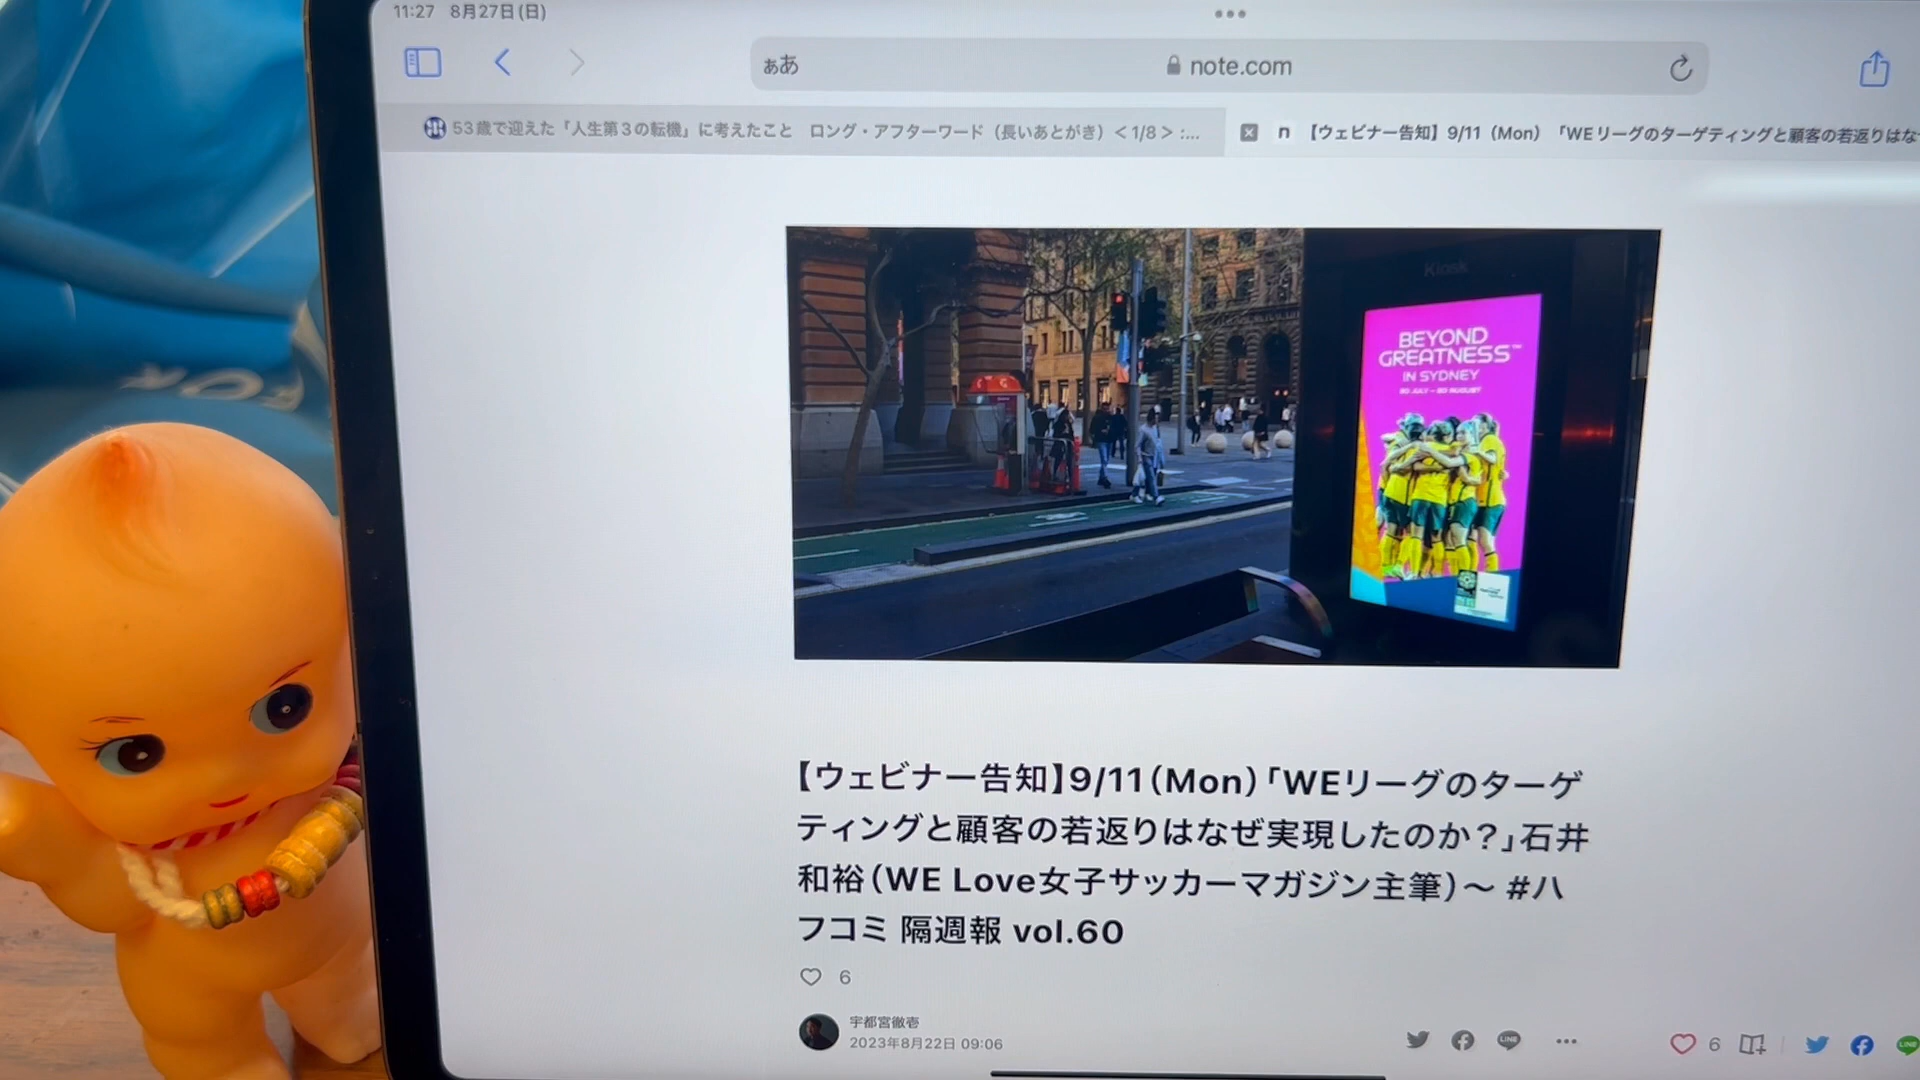 11:27 8月27日(日)
ぁあ
note.com
53歳で迎えた「人生第3の転機」に考えたこと ロング・アフターワード（長いあとがき）< 1/8 > :...
n 【ウェビナー告知】9/11（Mon）「WEリーグのターゲティングと顧客の若返りはな
Kiosk
BEYOND
GREATNESS™
IN SYDNEY
20 JULY – 20 AUGUST
【ウェビナー告知】9/11（Mon）「WEリーグのターゲ
ティングと顧客の若返りはなぜ実現したのか？」石井
和裕（WE Love女子サッカーマガジン主筆）〜 #ハ
フコミ 隔週報 vol.60
6
宇都宮徹壱
2023年8月22日 09:06
LINE
6
LINE